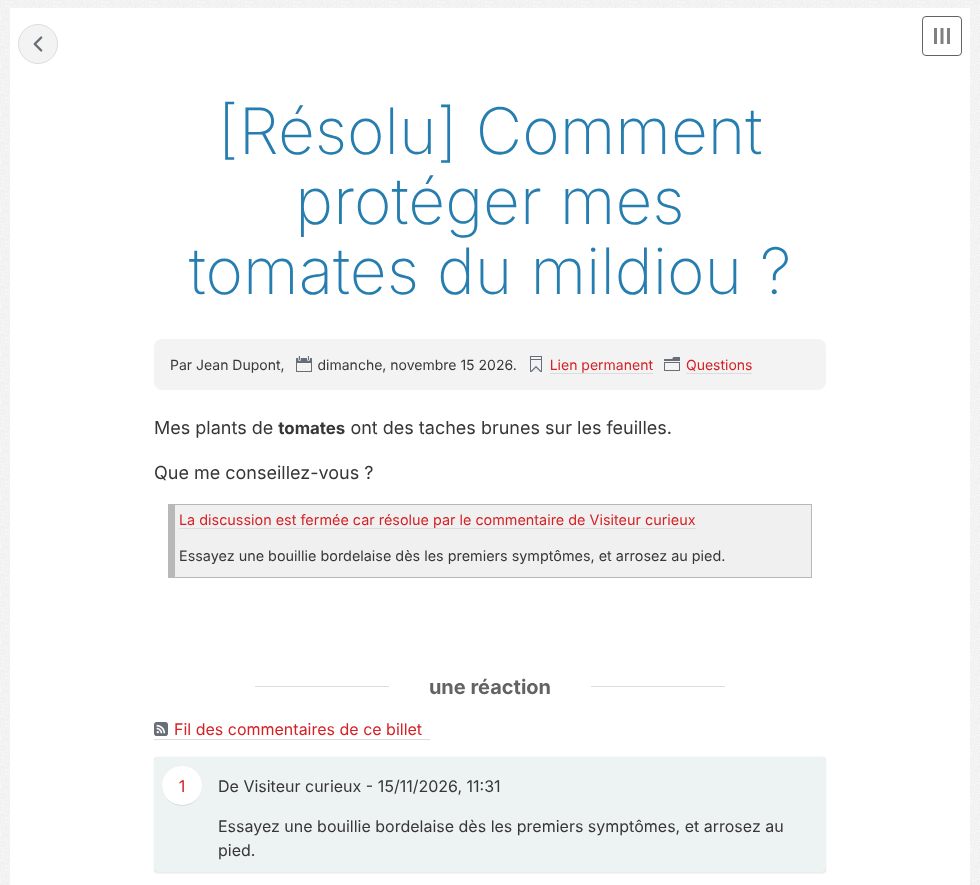 [Résolu] Comment
protéger mes
tomates du mildiou ?
Par Jean Dupont, dimanche, novembre 15 2026. Lien permanent Questions
Mes plants de tomates ont des taches brunes sur les feuilles.
Que me conseillez-vous ?
La discussion est fermée car résolue par le commentaire de Visiteur curieux
Essayez une bouillie bordelaise dès les premiers symptômes, et arrosez au pied.
une réaction
Fil des commentaires de ce billet
1 De Visiteur curieux - 15/11/2026, 11:31
Essayez une bouillie bordelaise dès les premiers symptômes, et arrosez au
pied.